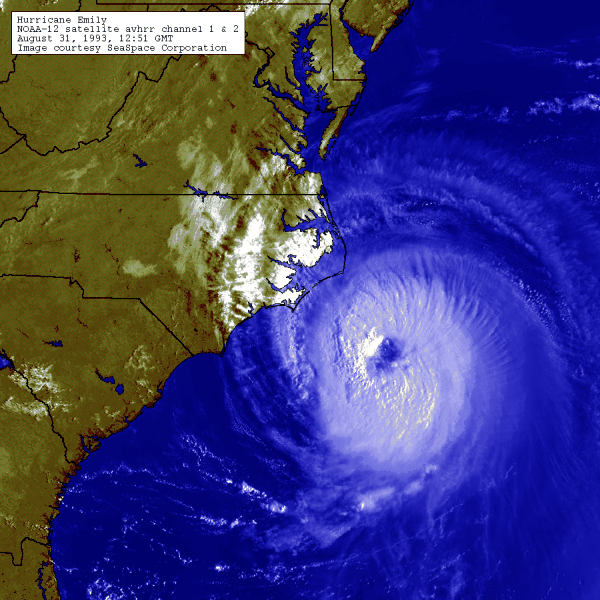 Hurricane Emily
NOAA-12 satellite avhrr channel 1 & 2
August 31, 1993, 12:51 GMT
Image courtesy SeaSpace Corporation